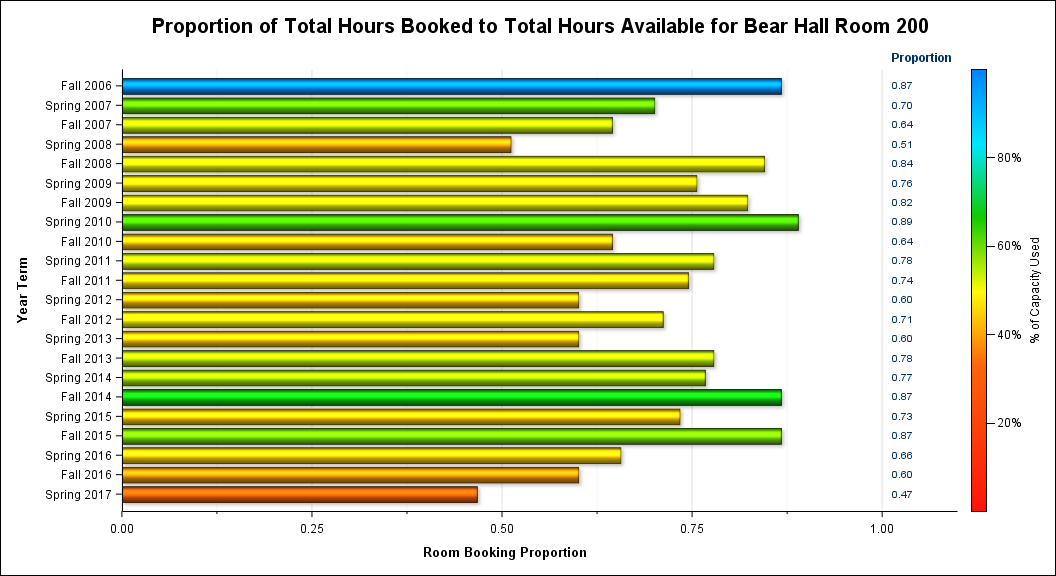 Proportion of Total Hours Booked to Total Hours Available for Bear Hall Room 200
Proportion
Fall 2006 0.87
Spring 2007 0.70
Fall 2007 0.64
Spring 2008 0.51
Fall 2008 0.84
Spring 2009 0.76
Fall 2009 0.82
Spring 2010 0.89
Fall 2010 0.64
Spring 2011 0.78
Fall 2011 0.74
Spring 2012 0.60
Fall 2012 0.71
Spring 2013 0.60
Fall 2013 0.78
Spring 2014 0.77
Fall 2014 0.87
Spring 2015 0.73
Fall 2015 0.87
Spring 2016 0.66
Fall 2016 0.60
Spring 2017 0.47
Year Term
0.00 0.25 0.50 0.75 1.00
Room Booking Proportion
80%
60%
40%
20%
% of Capacity Used